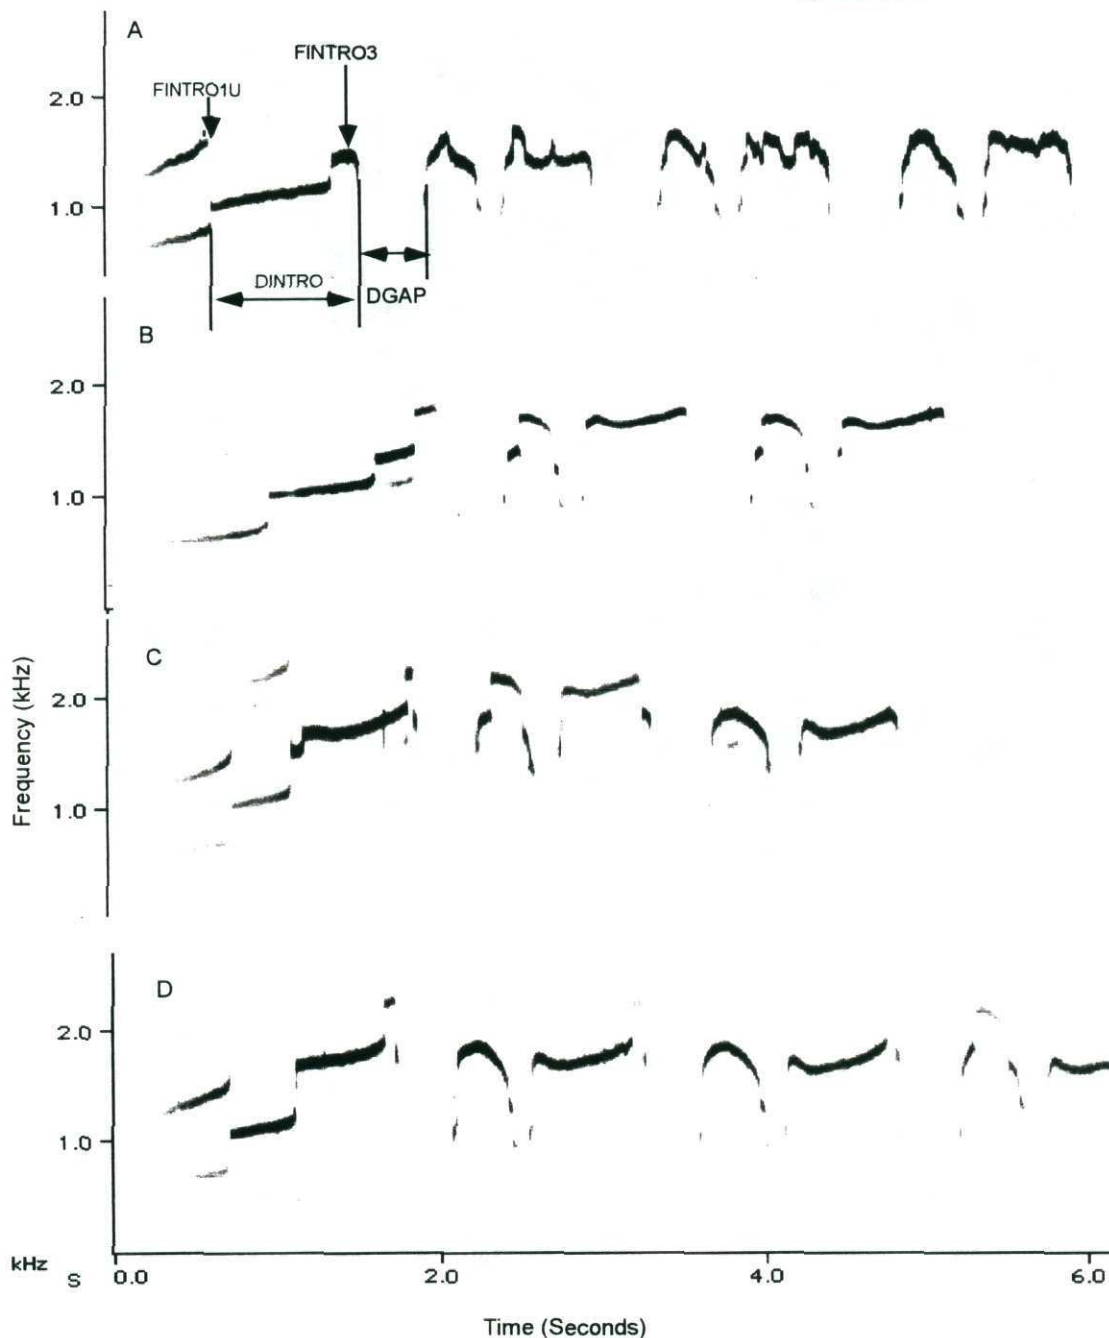 A
FINTRO3
FINTRO1U
2.0
1.0
DINTRO
DGAP
B
2.0
1.0
C
2.0
1.0
Frequency (kHz)
D
2.0
1.0
kHz
S
0.0
2.0
4.0
6.0
Time (Seconds)